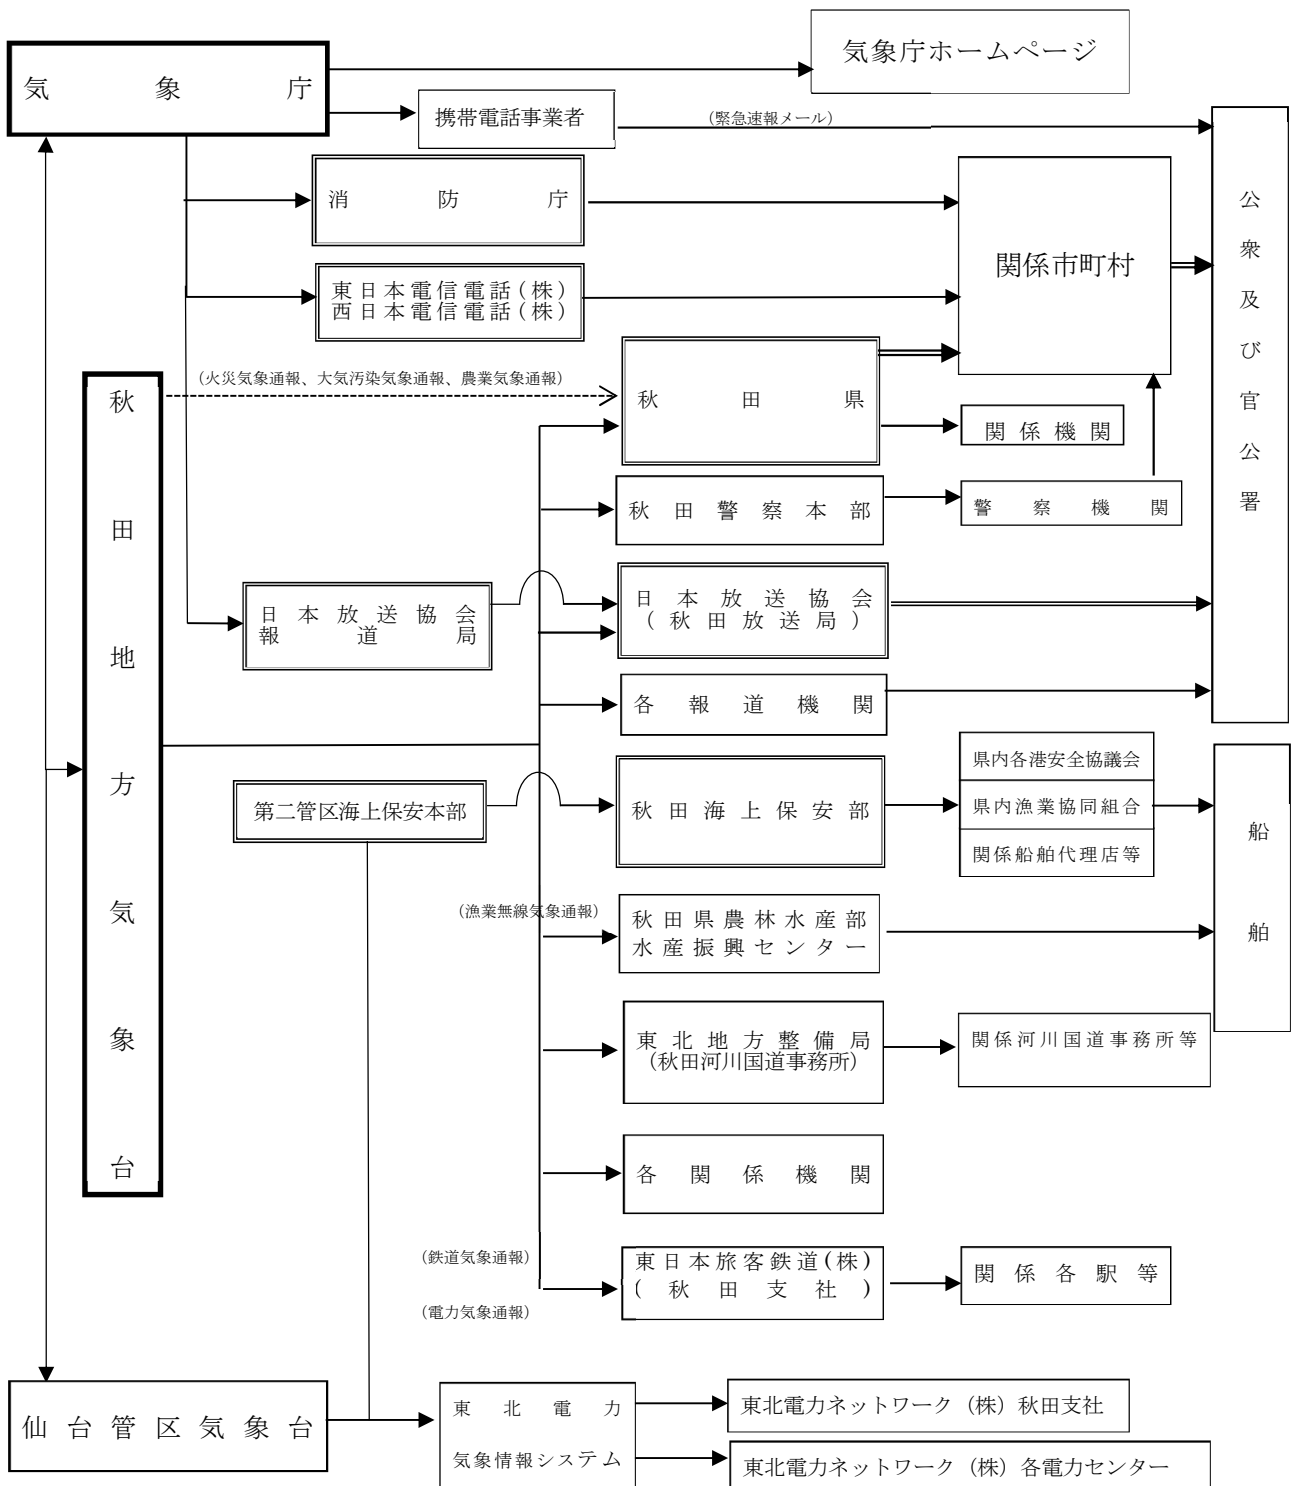 気象庁ホームページ
気象庁
携帯電話事業者
(緊急速報メール)
消防庁
関係市町村
公衆及び官公署
東日本電信電話(株)
西日本電信電話(株)
(火災気象通報、大気汚染気象通報、農業気象通報)
秋田県
関係機関
秋田地方気象台
秋田警察本部
警察機関
日本放送協会
報道局
日本放送協会
(秋田放送局)
各報道機関
第二管区海上保安本部
秋田海上保安部
県内各港安全協議会
県内漁業協同組合
関係船舶代理店等
船舶
(漁業無線気象通報)
秋田県農林水産部
水産振興センター
東北地方整備局
(秋田河川国道事務所)
関係河川国道事務所等
各関係機関
(鉄道気象通報)
東日本旅客鉄道(株)
(秋田支社)
関係各駅等
(電力気象通報)
仙台管区気象台
東北電力
気象情報システム
東北電力ネットワーク(株)秋田支社
東北電力ネットワーク(株)各電力センター